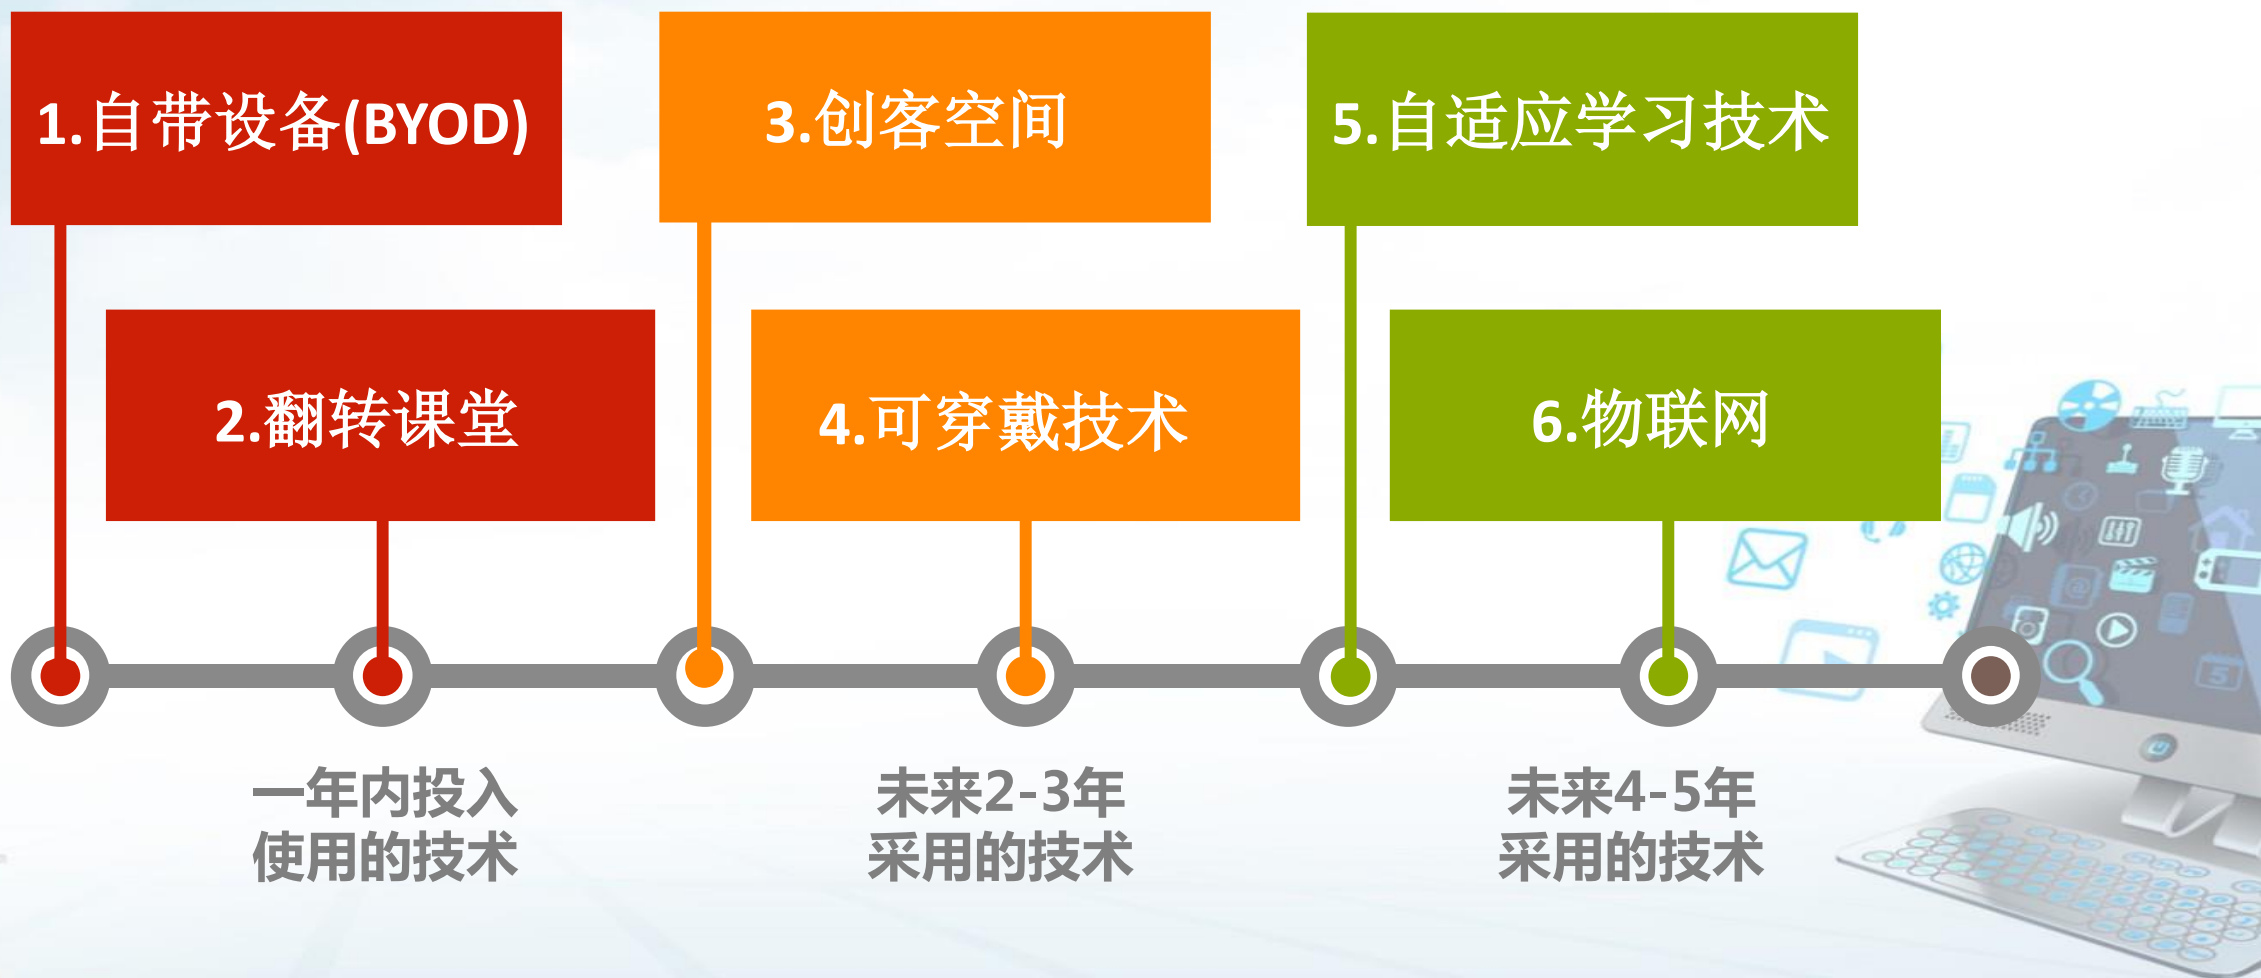 1.自带设备(BYOD)
2.翻转课堂
3.创客空间
4.可穿戴技术
5.自适应学习技术
6.物联网
一年内投入
使用的技术
未来2-3年
采用的技术
未来4-5年
采用的技术